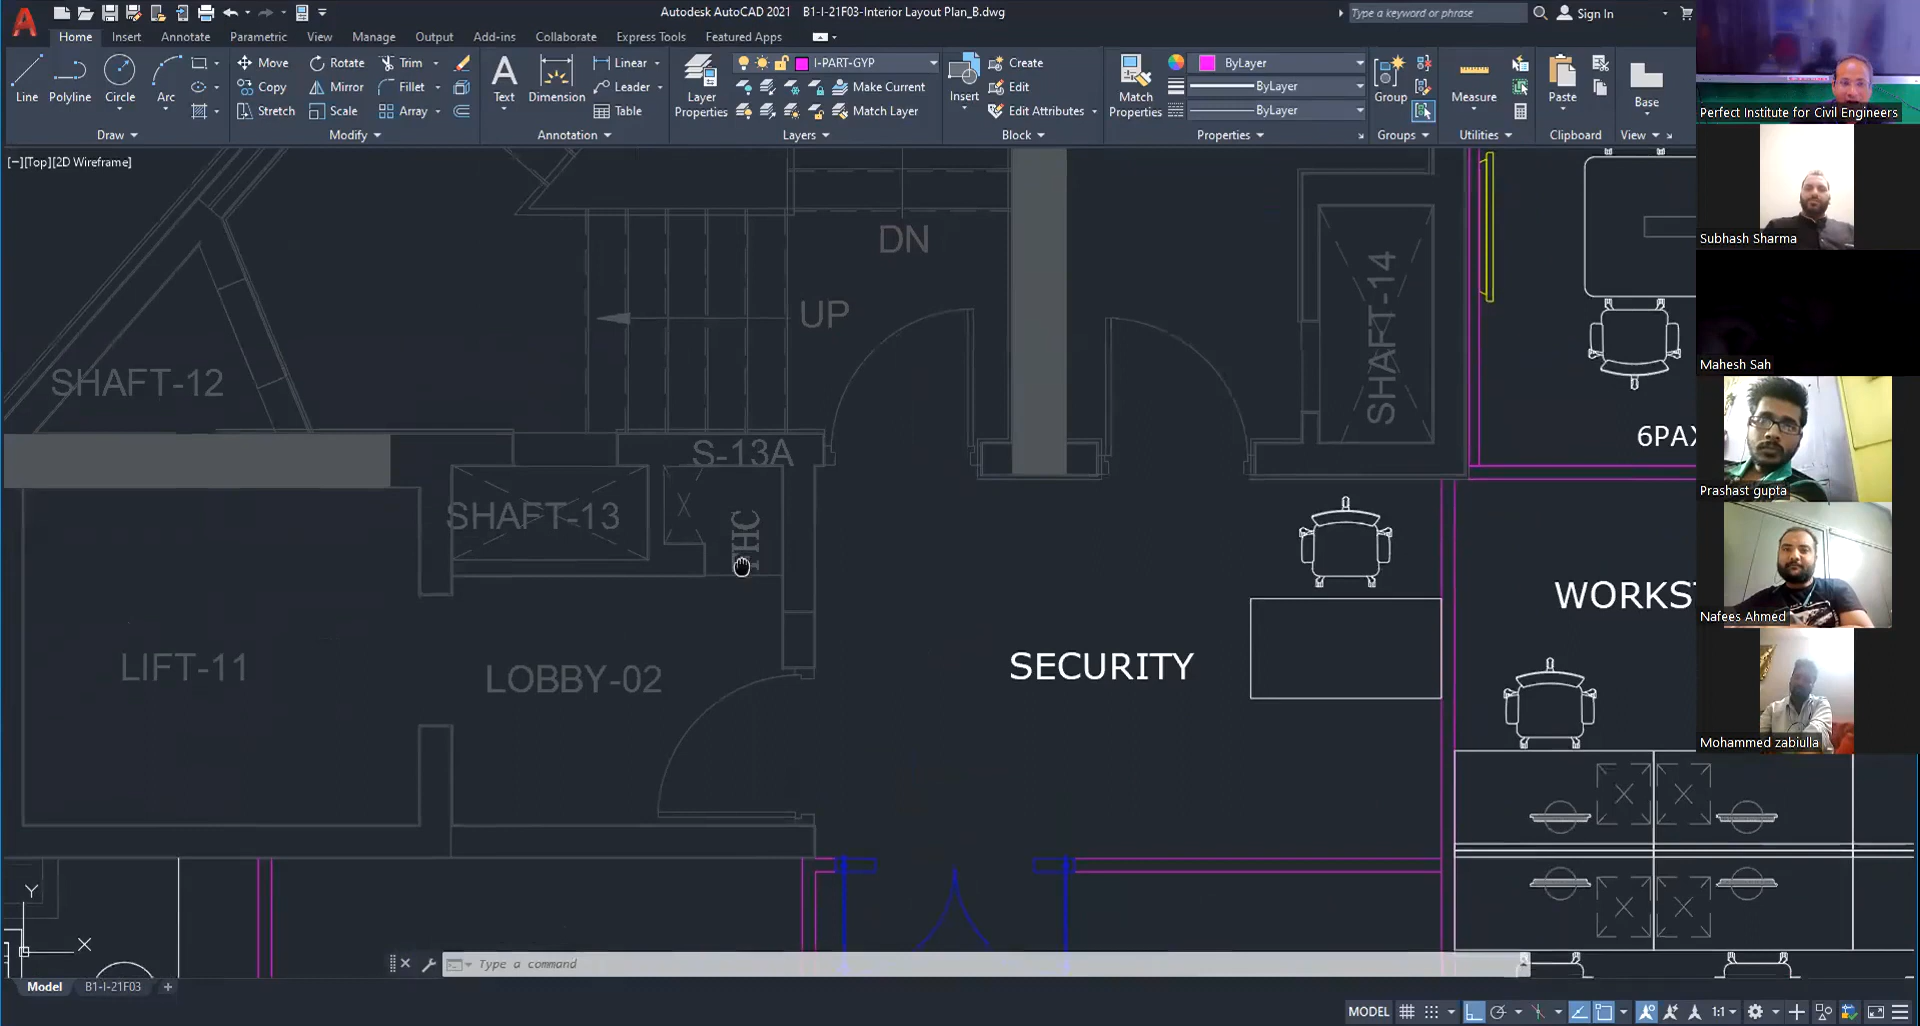 Autodesk AutoCAD 2021 B1-I-21F03-Interior Layout Plan_B.dwg
Type a keyword or phrase
Sign In
Home Insert Annotate Parametric View Manage Output Add-ins Collaborate Express Tools Featured Apps
Line Polyline Circle Arc
Move Rotate Trim
Copy Mirror Fillet
Stretch Scale Array
Text Dimension
Linear
Leader
Table
Layer Properties
I-PART-GYP
Make Current
Match Layer
Insert
Create
Edit
Edit Attributes
Match Properties
ByLayer
ByLayer
ByLayer
Group
Measure
Paste
Base
Draw Modify Annotation Layers Block Properties Groups Utilities Clipboard View
[−][Top][2D Wireframe]
DN
UP
SHAFT-14
SHAFT-12
S-13A
SHAFT-13
FHC
LIFT-11
LOBBY-02
SECURITY
6PAX
WORKS
Y
X
Type a command
Model B1-I-21F03 +
MODEL
1:1
Perfect Institute for Civil Engineers
Subhash Sharma
Mahesh Sah
Prashast gupta
Nafees Ahmed
Mohammed zabiulla